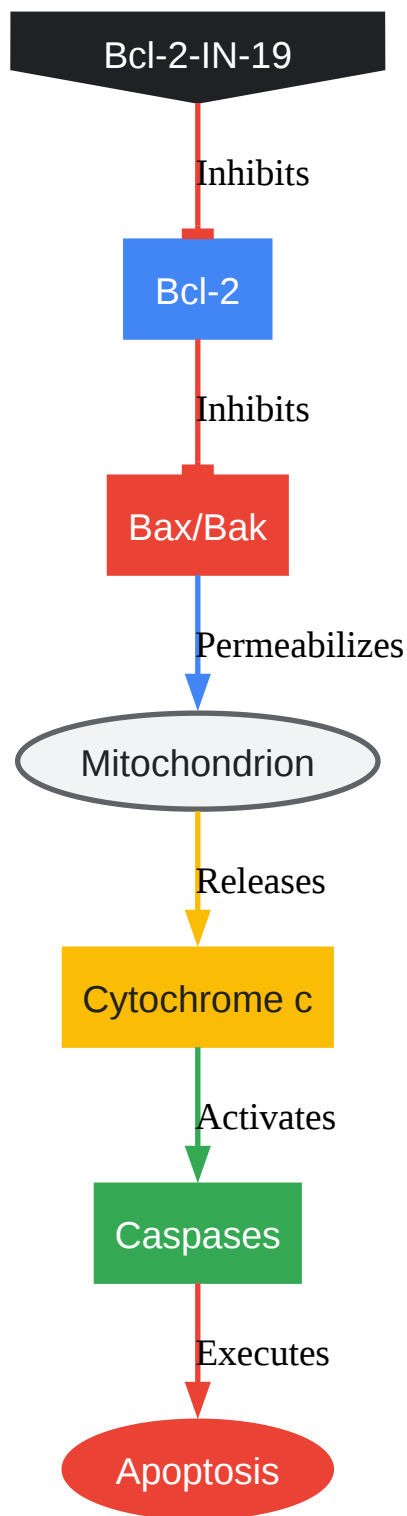 Bcl-2-IN-19
Inhibits
Bcl-2
Inhibits
Bax/Bak
Permeabilizes
Mitochondrion
Releases
Cytochrome c
Activates
Caspases
Executes
Apoptosis